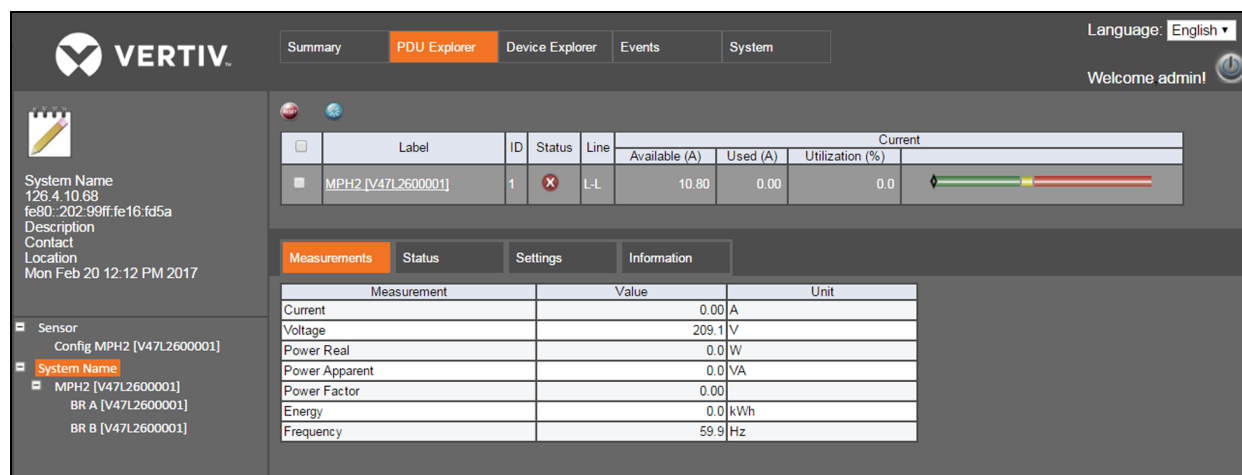 Language: English
VERTIV™
Summary PDU Explorer Device Explorer Events System
Welcome admin!
System Name
126.4.10.68
fe80::202:99ff:fe16:fd5a
Description
Contact
Location
Mon Feb 20 12:12 PM 2017
Sensor
Config MPH2 [V47L2600001]
System Name
MPH2 [V47L2600001]
BR A [V47L2600001]
BR B [V47L2600001]
RESET
Label ID Status Line Current
Available (A) Used (A) Utilization (%)
MPH2 [V47L2600001] 1 L-L 10.80 0.00 0.0
Measurements Status Settings Information
Measurement Value Unit
Current 0.00 A
Voltage 209.1 V
Power Real 0.0 W
Power Apparent 0.0 VA
Power Factor 0.00
Energy 0.0 kWh
Frequency 59.9 Hz